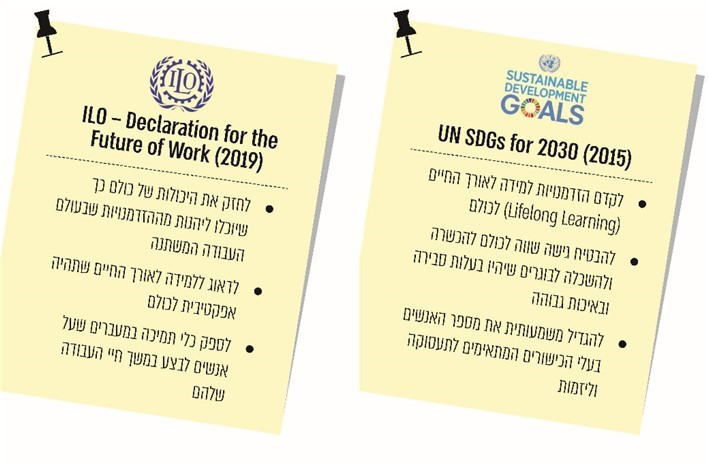 SUSTAINABLE
DEVELOPMENT
GOALS
UN SDGs for 2030 (2015)
לקדם הזדמנויות למידה לאורך החיים
(Lifelong Learning) לכולם
להבטיח גישה שווה לכולם להכשרה
ולהשכלה לבוגרים שיהיו בעלות סבירה
ובאיכות גבוהה
להגדיל משמעותית את מספר האנשים
בעלי הכישורים המתאימים לתעסוקה
וליזמות
ILO
ILO – Declaration for the
Future of Work (2019)
לחזק את היכולות של כולם כך
שיוכלו ליהנות מההזדמנויות שבעולם
העבודה המשתנה
לדאוג ללמידה לאורך החיים שתהיה
אפקטיבית לכולם
לספק כלי תמיכה במעברים שעל
אנשים לבצע במשך חיי העבודה
שלהם